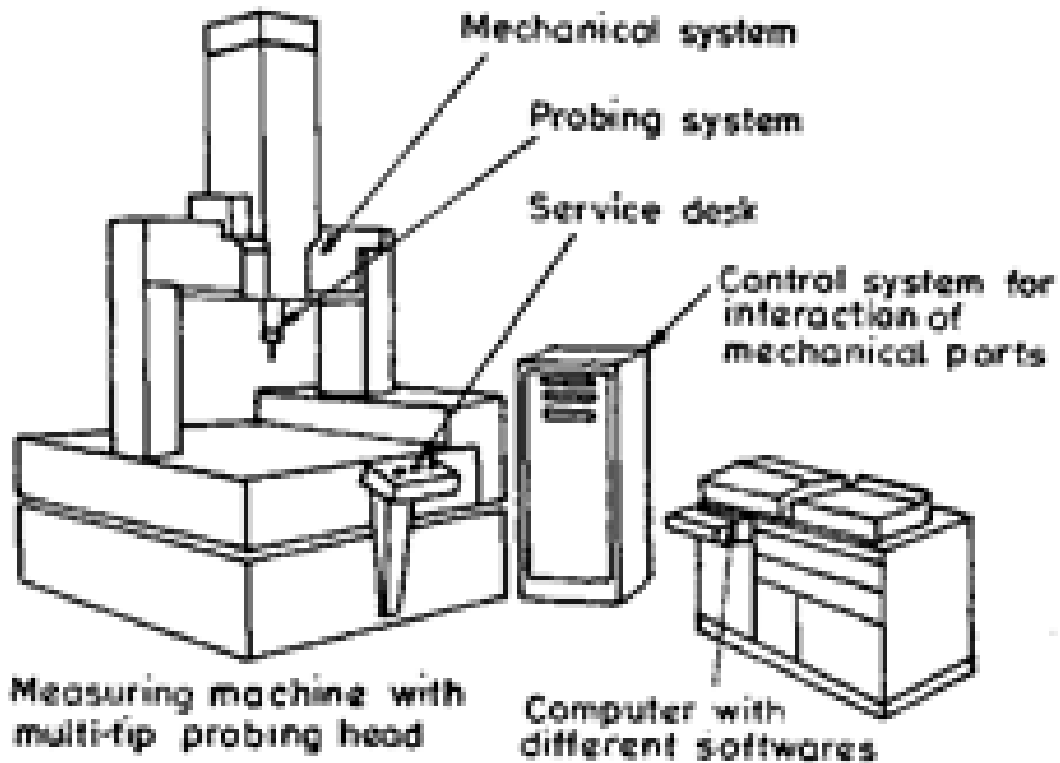 Mechanical system
Probing system
Service desk
Control system for
interaction of
mechanical parts
Measuring machine with
multi-tip probing head
Computer with
different softwares